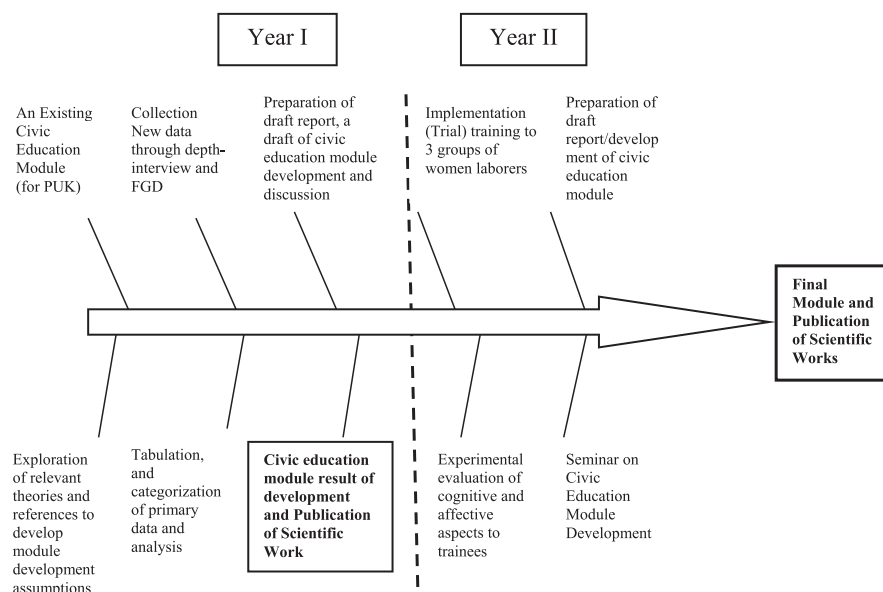 Year I
Year II
An Existing
Civic
Education
Module
(for PUK)
Collection
New data
through depth-
interview and
FGD
Preparation of
draft report, a
draft of civic
education module
development and
discussion
Implementation
(Trial) training to
3 groups of
women laborers
Preparation of
draft
report/develop
ment of civic
education
module
Final
Module and
Publication
of Scientific
Works
Exploration
of relevant
theories and
references to
develop
module
development
assumptions
Tabulation,
and
categorization
of primary
data and
analysis
Civic education
module result of
development
and Publication
of Scientific
Work
Experimental
evaluation of
cognitive and
affective
aspects to
trainees
Seminar on
Civic
Education
Module
Development